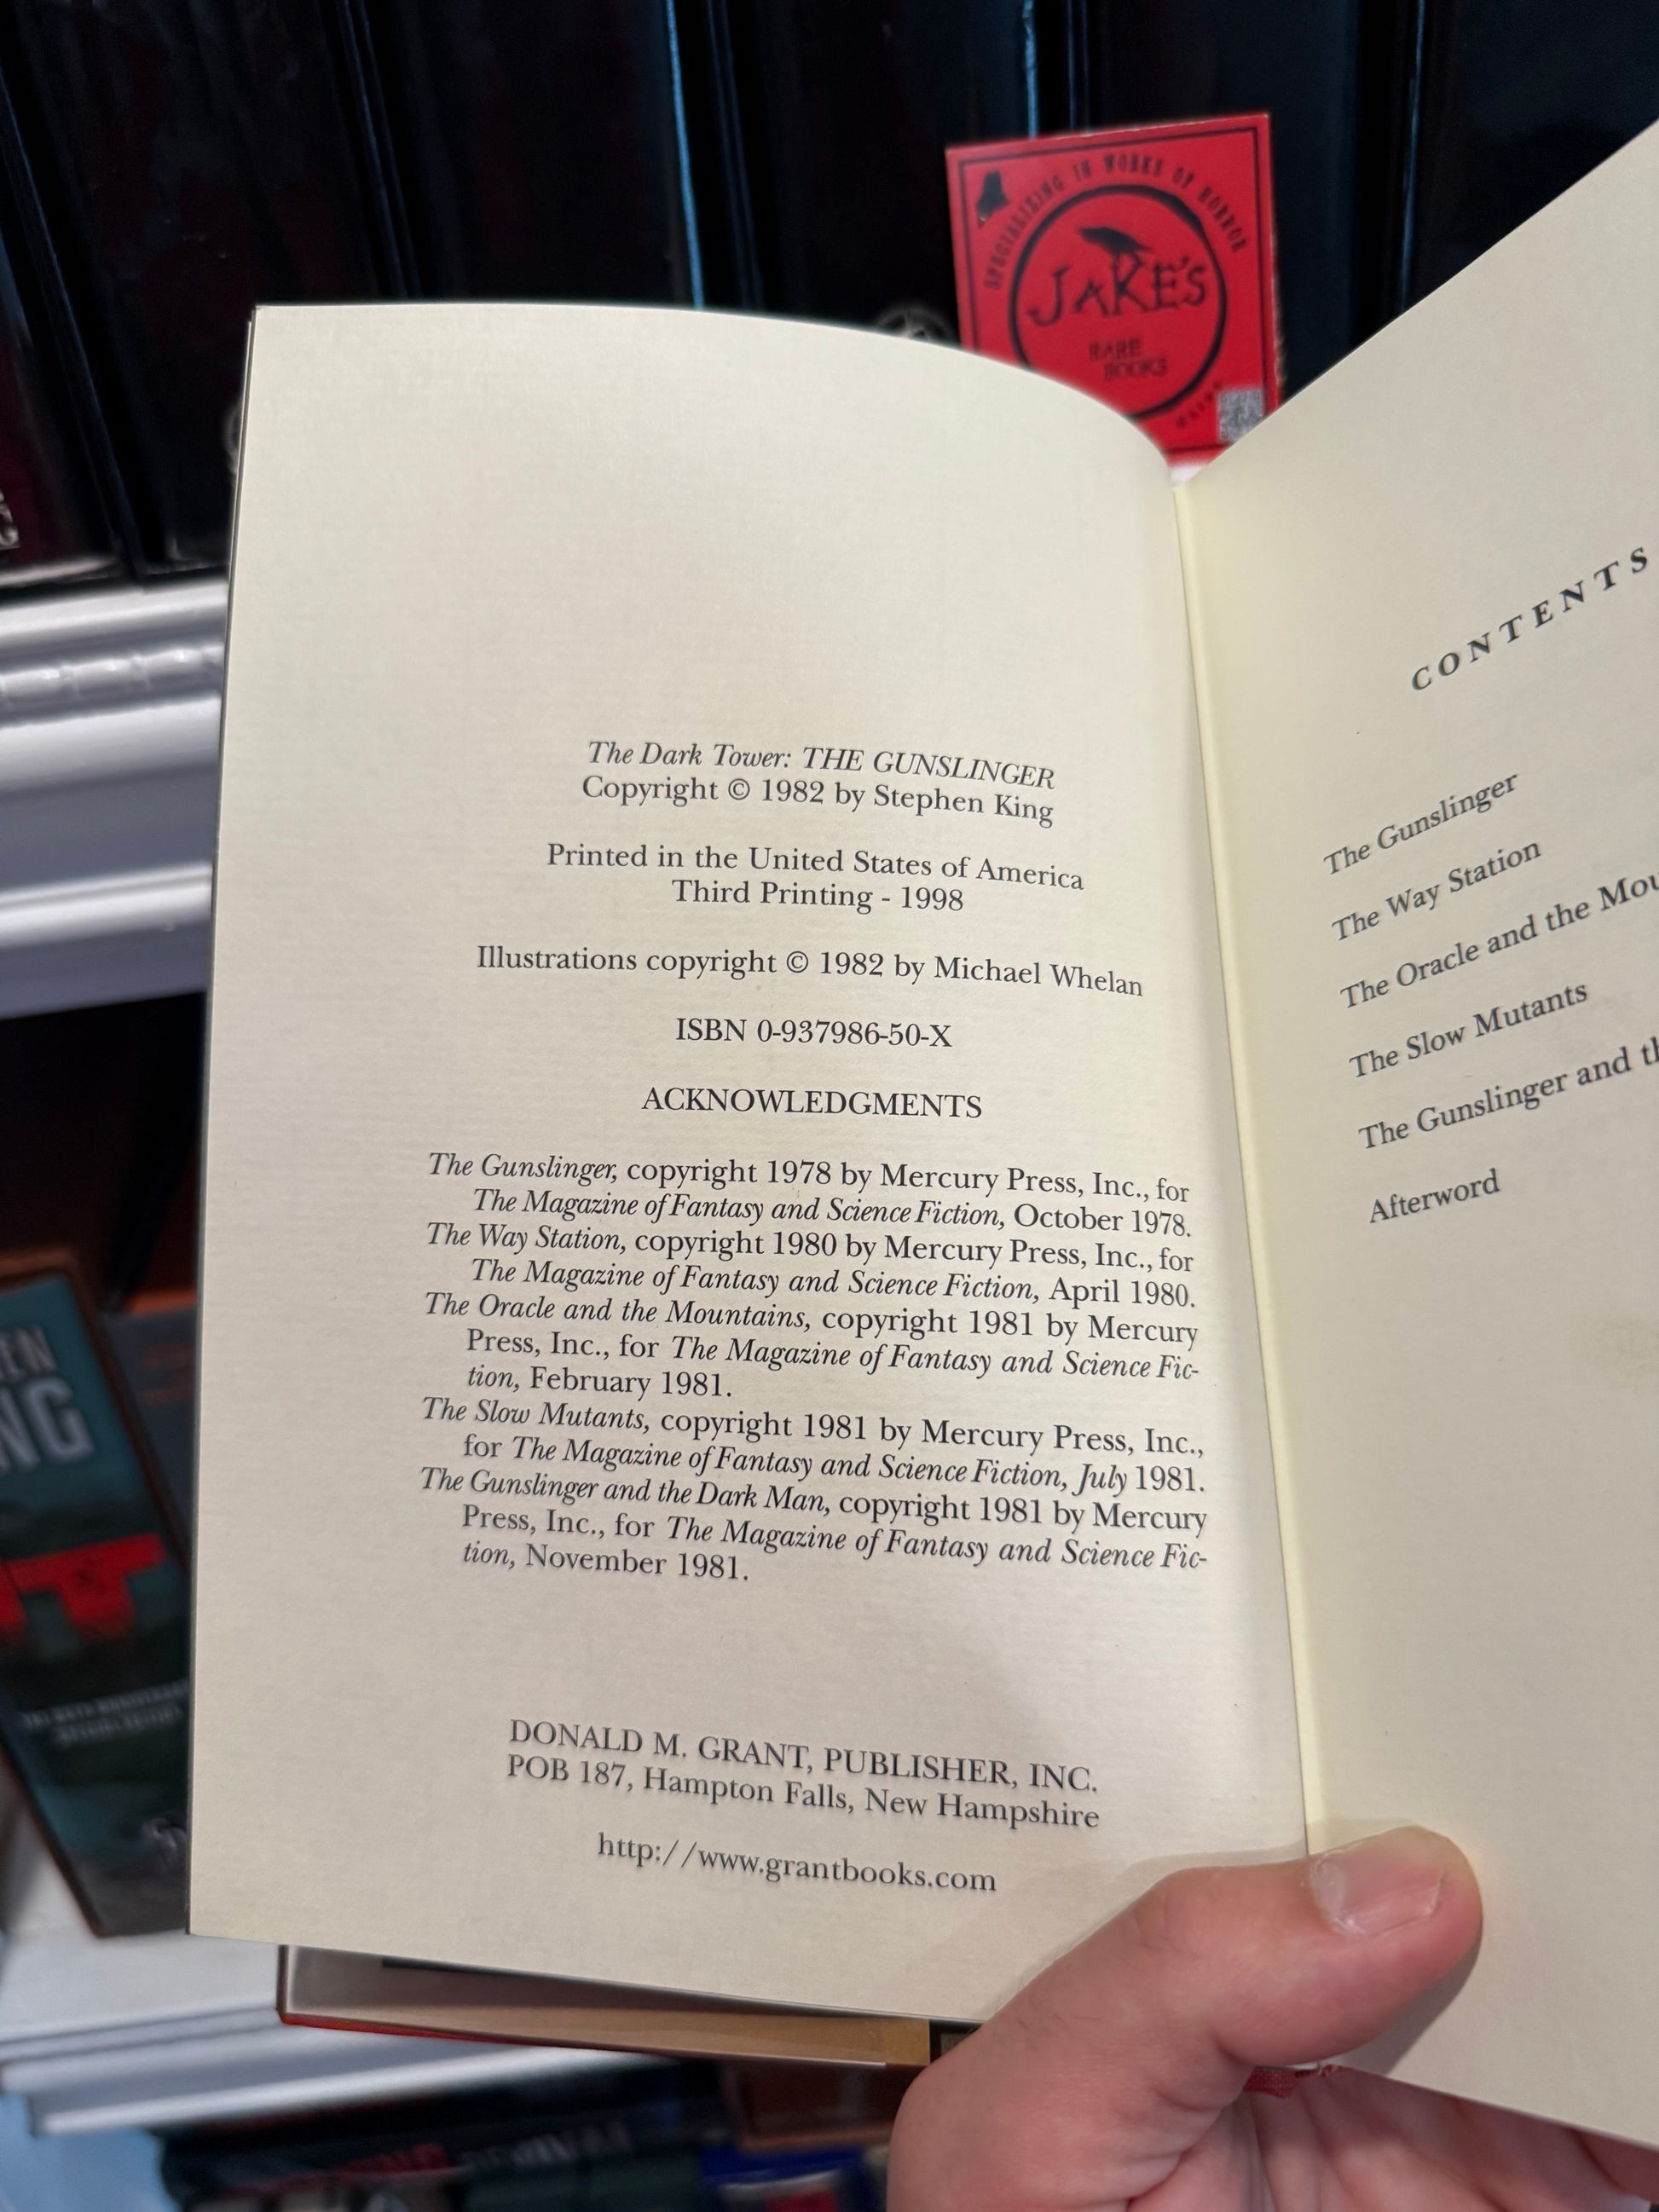 SPECIALIZING IN WORKS OF HORROR
JAKE'S
RARE
BOOKS
The Dark Tower: THE GUNSLINGER
Copyright © 1982 by Stephen King
Printed in the United States of America
Third Printing - 1998
Illustrations copyright © 1982 by Michael Whelan
ISBN 0-937986-50-X
ACKNOWLEDGMENTS
The Gunslinger, copyright 1978 by Mercury Press, Inc., for
The Magazine of Fantasy and Science Fiction, October 1978.
The Way Station, copyright 1980 by Mercury Press, Inc., for
The Magazine of Fantasy and Science Fiction, April 1980.
The Oracle and the Mountains, copyright 1981 by Mercury
Press, Inc., for The Magazine of Fantasy and Science Fic-
tion, February 1981.
The Slow Mutants, copyright 1981 by Mercury Press, Inc.,
for The Magazine of Fantasy and Science Fiction, July 1981.
The Gunslinger and the Dark Man, copyright 1981 by Mercury
Press, Inc., for The Magazine of Fantasy and Science Fic-
tion, November 1981.
DONALD M. GRANT, PUBLISHER, INC.
POB 187, Hampton Falls, New Hampshire
http://www.grantbooks.com
CONTENTS
The Gunslinger
The Way Station
The Oracle and the Mou
The Slow Mutants
The Gunslinger and th
Afterword
EN
NG